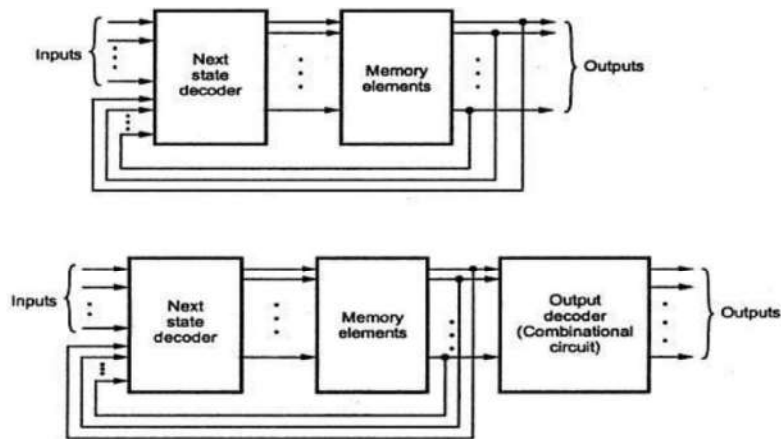 Inputs
Next
state
decoder
Memory
elements
Outputs
Inputs
Next
state
decoder
Memory
elements
Output
decoder
(Combinational
circuit)
Outputs